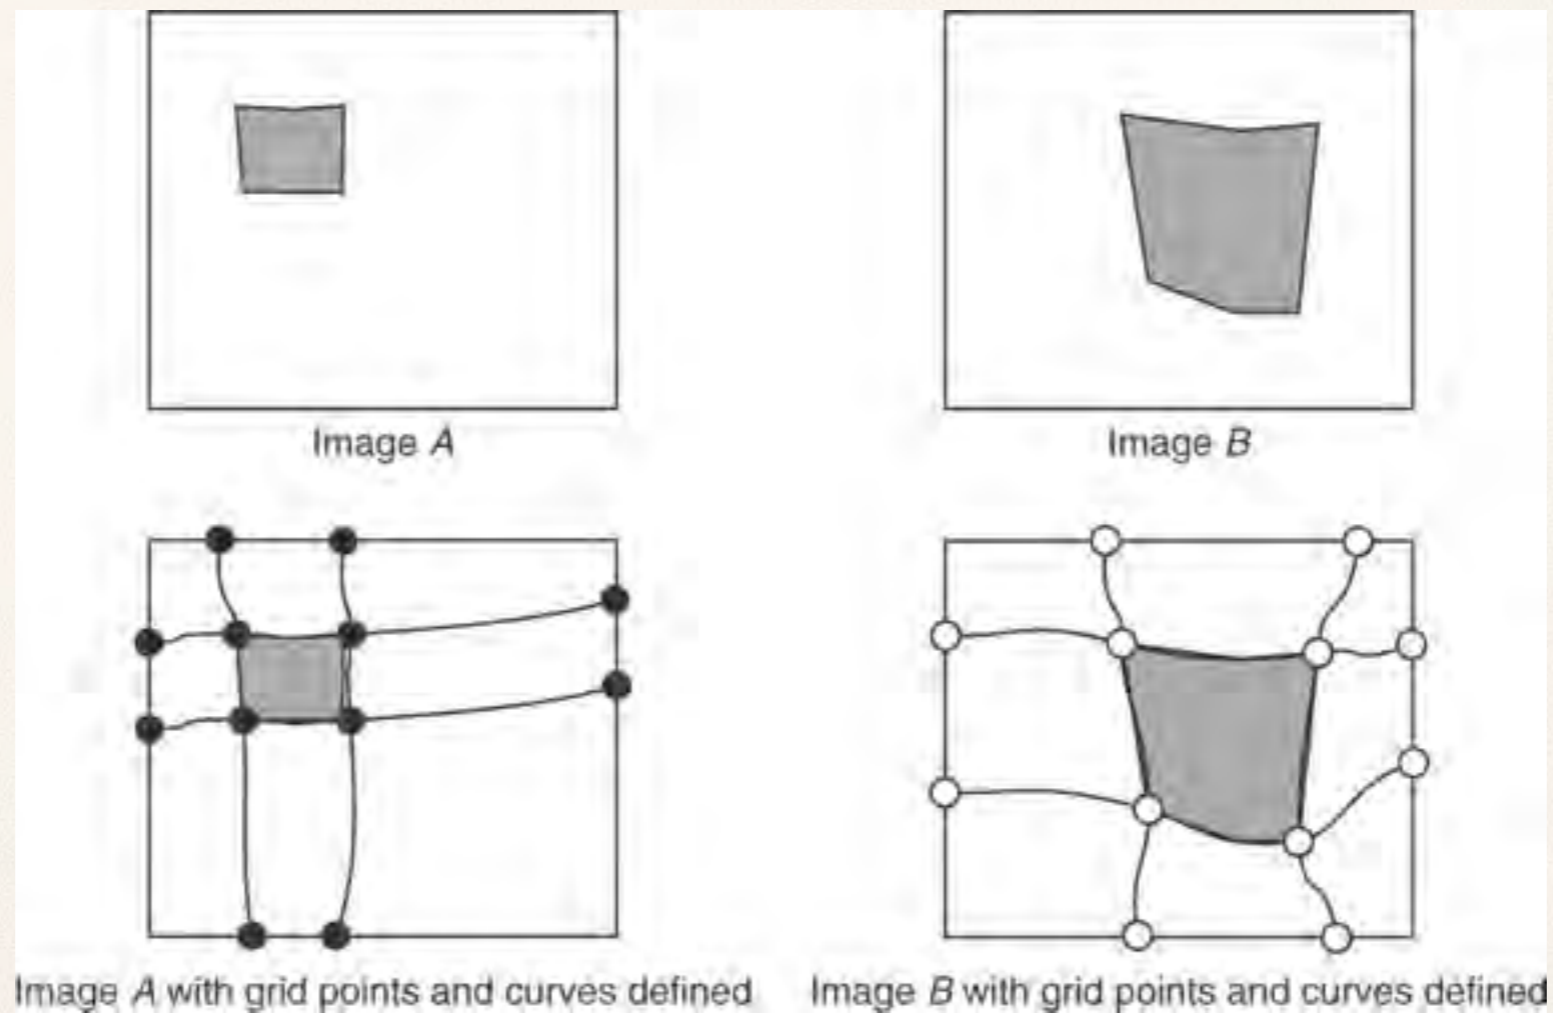 Image A
Image B
Image A with grid points and curves defined
Image B with grid points and curves defined